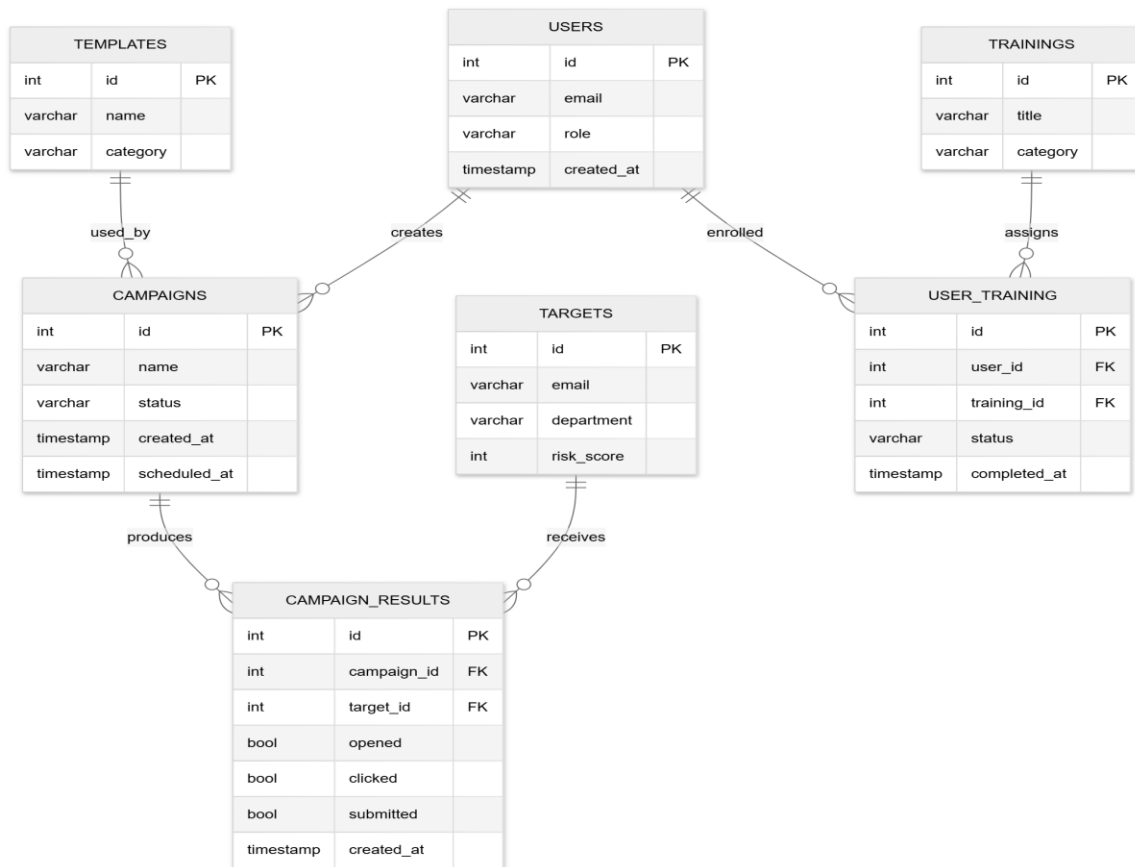 TEMPLATES
int id PK
varchar name
varchar category
USERS
int id PK
varchar email
varchar role
timestamp created_at
TRAININGS
int id PK
varchar title
varchar category
used_by
creates
enrolled
assigns
CAMPAIGNS
int id PK
varchar name
varchar status
timestamp created_at
timestamp scheduled_at
TARGETS
int id PK
varchar email
varchar department
int risk_score
USER_TRAINING
int id PK
int user_id FK
int training_id FK
varchar status
timestamp completed_at
produces
receives
CAMPAIGN_RESULTS
int id PK
int campaign_id FK
int target_id FK
bool opened
bool clicked
bool submitted
timestamp created_at